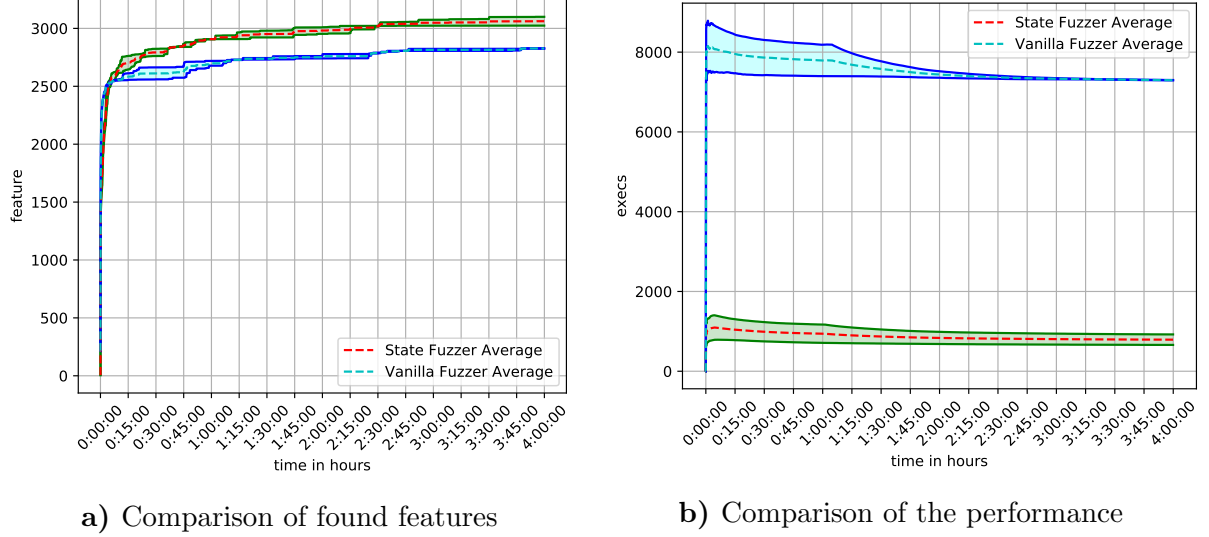 3000
2500
2000
1500
1000
500
0
feature
State Fuzzer Average
Vanilla Fuzzer Average
0:00:00 0:15:00 0:30:00 0:45:00 1:00:00 1:15:00 1:30:00 1:45:00 2:00:00 2:15:00 2:30:00 2:45:00 3:00:00 3:15:00 3:30:00 3:45:00 4:00:00
time in hours
a) Comparison of found features
8000
6000
4000
2000
0
execs
State Fuzzer Average
Vanilla Fuzzer Average
0:00:00 0:15:00 0:30:00 0:45:00 1:00:00 1:15:00 1:30:00 1:45:00 2:00:00 2:15:00 2:30:00 2:45:00 3:00:00 3:15:00 3:30:00 3:45:00 4:00:00
time in hours
b) Comparison of the performance